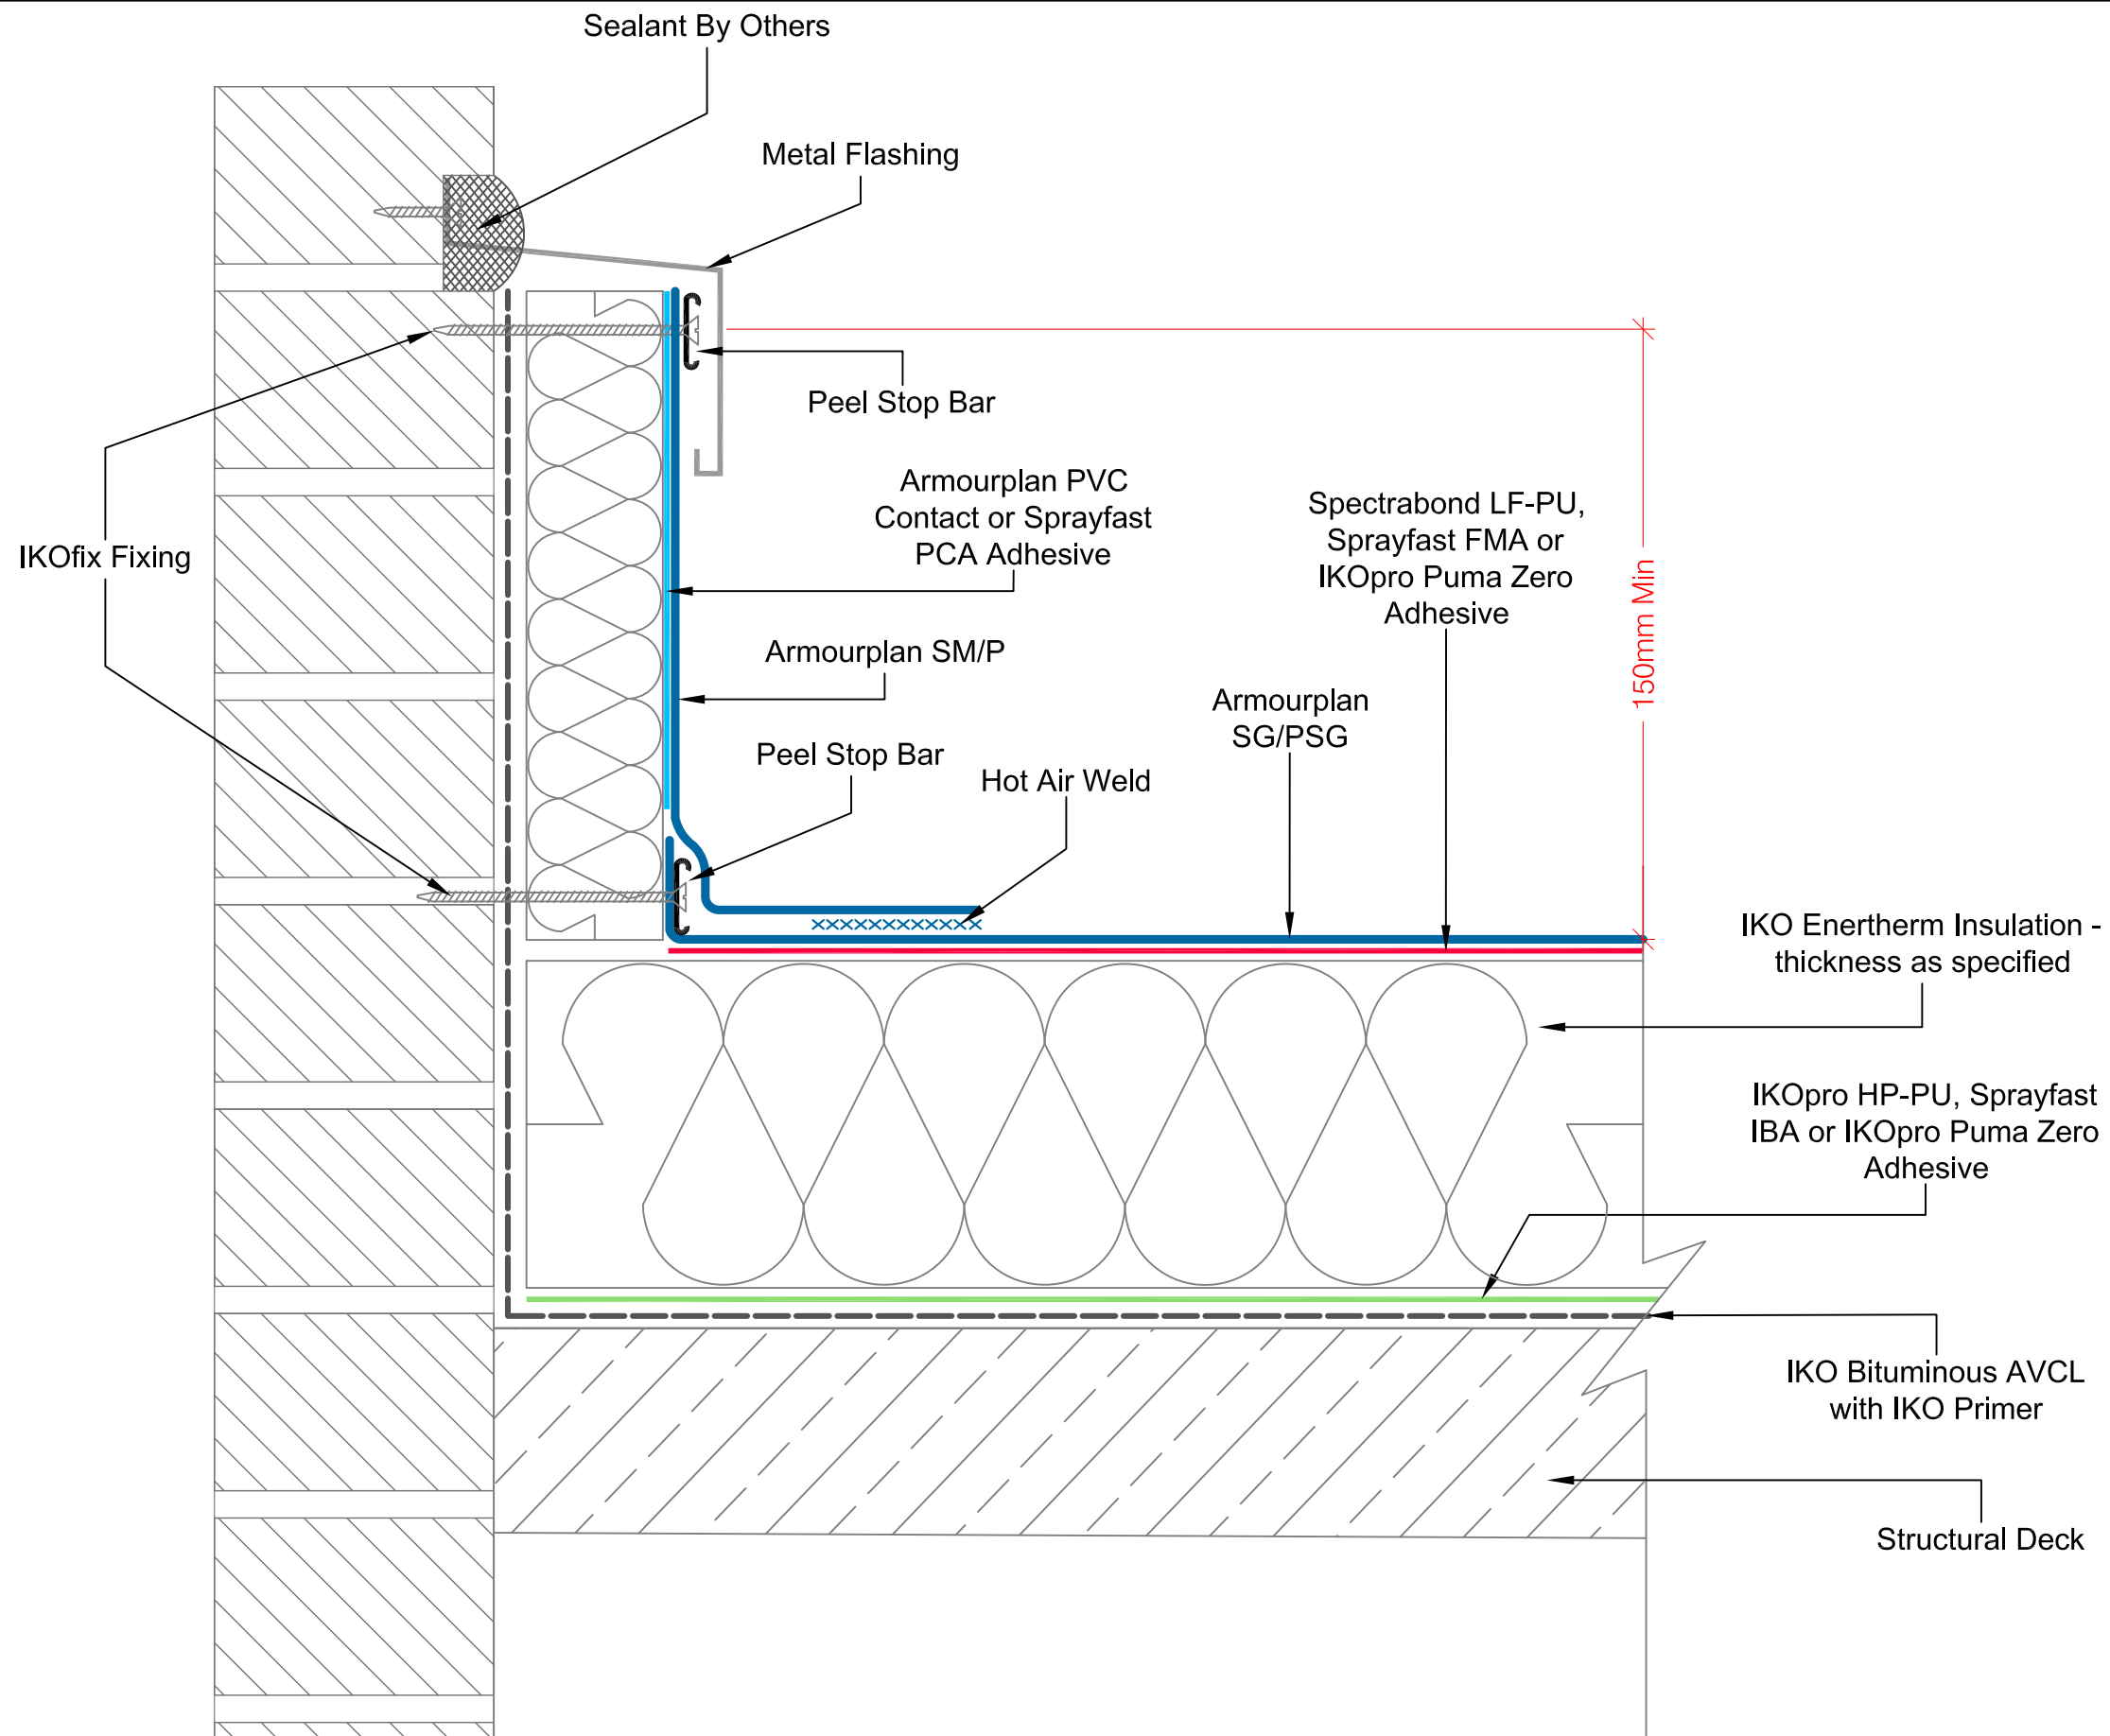 Sealant By Others
Metal Flashing
Peel Stop Bar
Armourplan PVC
Contact or Sprayfast
PCA Adhesive
Spectrabond LF-PU,
Sprayfast FMA or
IKOpro Puma Zero
Adhesive
IKOfix Fixing
150mm Min
Armourplan SM/P
Armourplan
SG/PSG
Peel Stop Bar
Hot Air Weld
IKO Enertherm Insulation -
thickness as specified
IKOpro HP-PU, Sprayfast
IBA or IKOpro Puma Zero
Adhesive
IKO Bituminous AVCL
with IKO Primer
Structural Deck